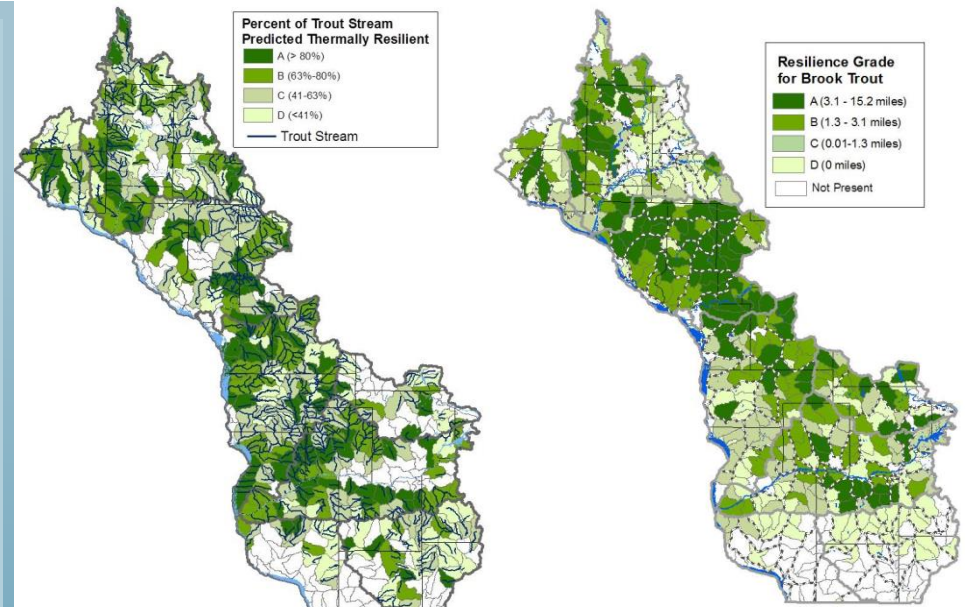 Percent of Trout Stream
Predicted Thermally Resilient
A (> 80%)
B (63%-80%)
C (41-63%)
D (<41%)
Trout Stream
Resilience Grade
for Brook Trout
A (3.1 - 15.2 miles)
B (1.3 - 3.1 miles)
C (0.01-1.3 miles)
D (0 miles)
Not Present